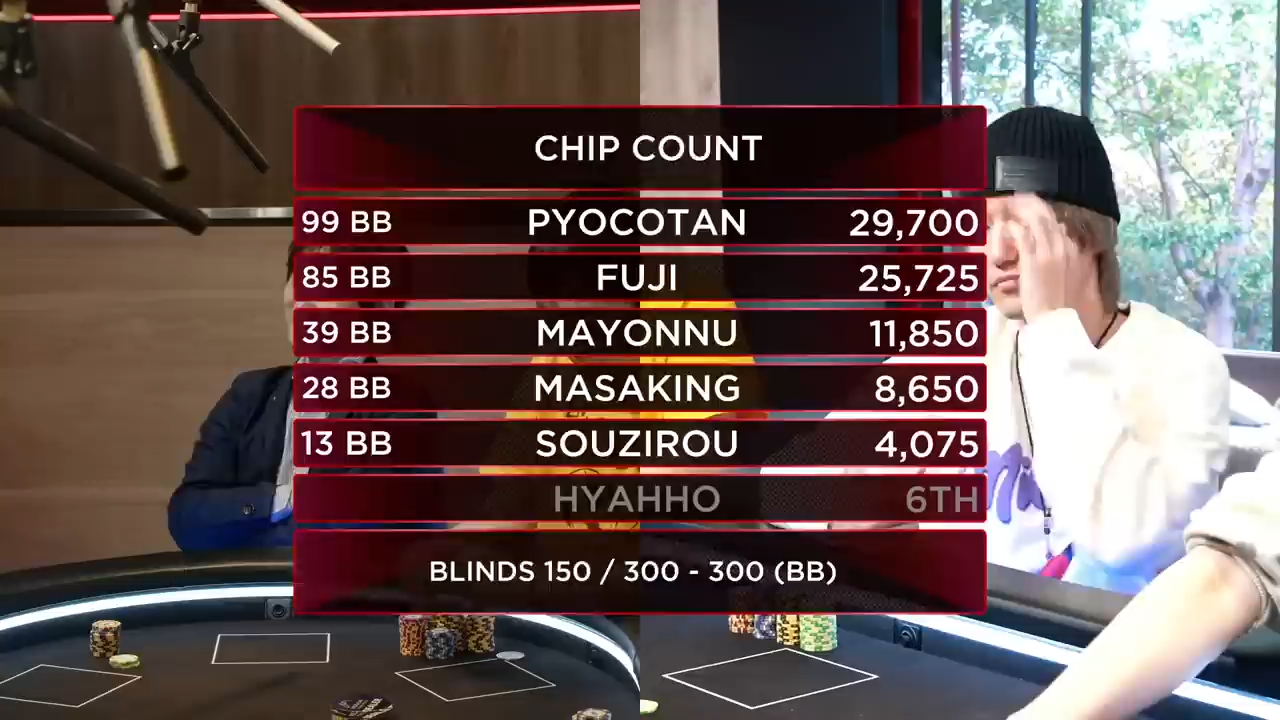 CHIP COUNT
99 BB PYOCOTAN 29,700
85 BB FUJI 25,725
39 BB MAYONNU 11,850
28 BB MASAKING 8,650
13 BB SOUZIROU 4,075
HYAHHO 6TH
BLINDS 150 / 300 - 300 (BB)